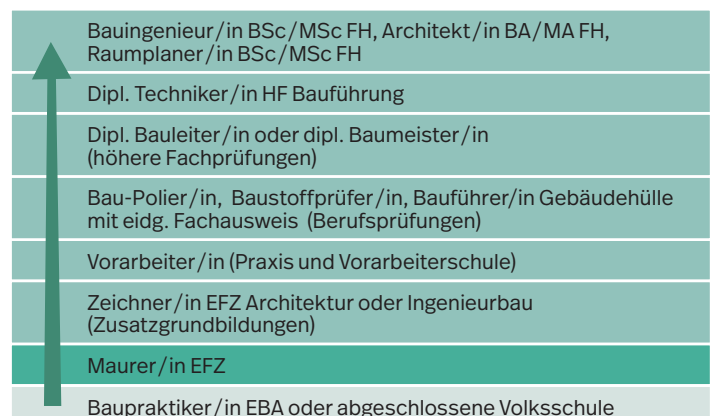 Bauingenieur/in BSc/MSc FH, Architekt/in BA/MA FH,
Raumplaner/in BSc/MSc FH
Dipl. Techniker/in HF Bauführung
Dipl. Bauleiter/in oder dipl. Baumeister/in
(höhere Fachprüfungen)
Bau-Polier/in, Baustoffprüfer/in, Bauführer/in Gebäudehülle
mit eidg. Fachausweis (Berufsprüfungen)
Vorarbeiter/in (Praxis und Vorarbeiterschule)
Zeichner/in EFZ Architektur oder Ingenieurbau
(Zusatzgrundbildungen)
Maurer/in EFZ
Baupraktiker/in EBA oder abgeschlossene Volksschule